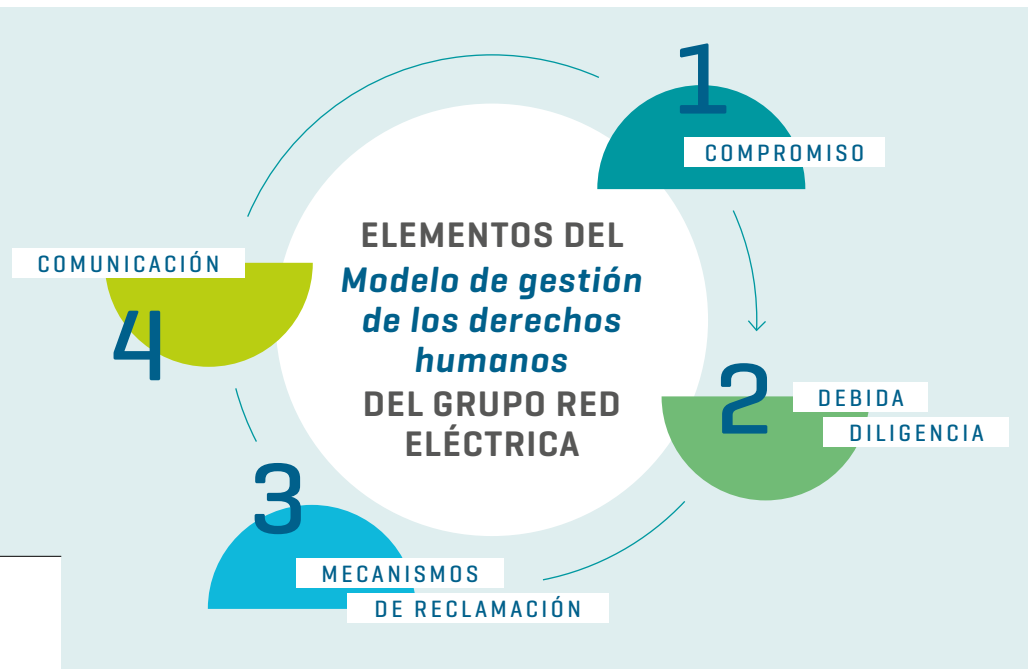 ELEMENTOS DEL
Modelo de gestión
de los derechos
humanos
DEL GRUPO RED
ELÉCTRICA
1
COMPROMISO
2
DEBIDA
DILIGENCIA
3
MECANISMOS
DE RECLAMACIÓN
4
COMUNICACIÓN